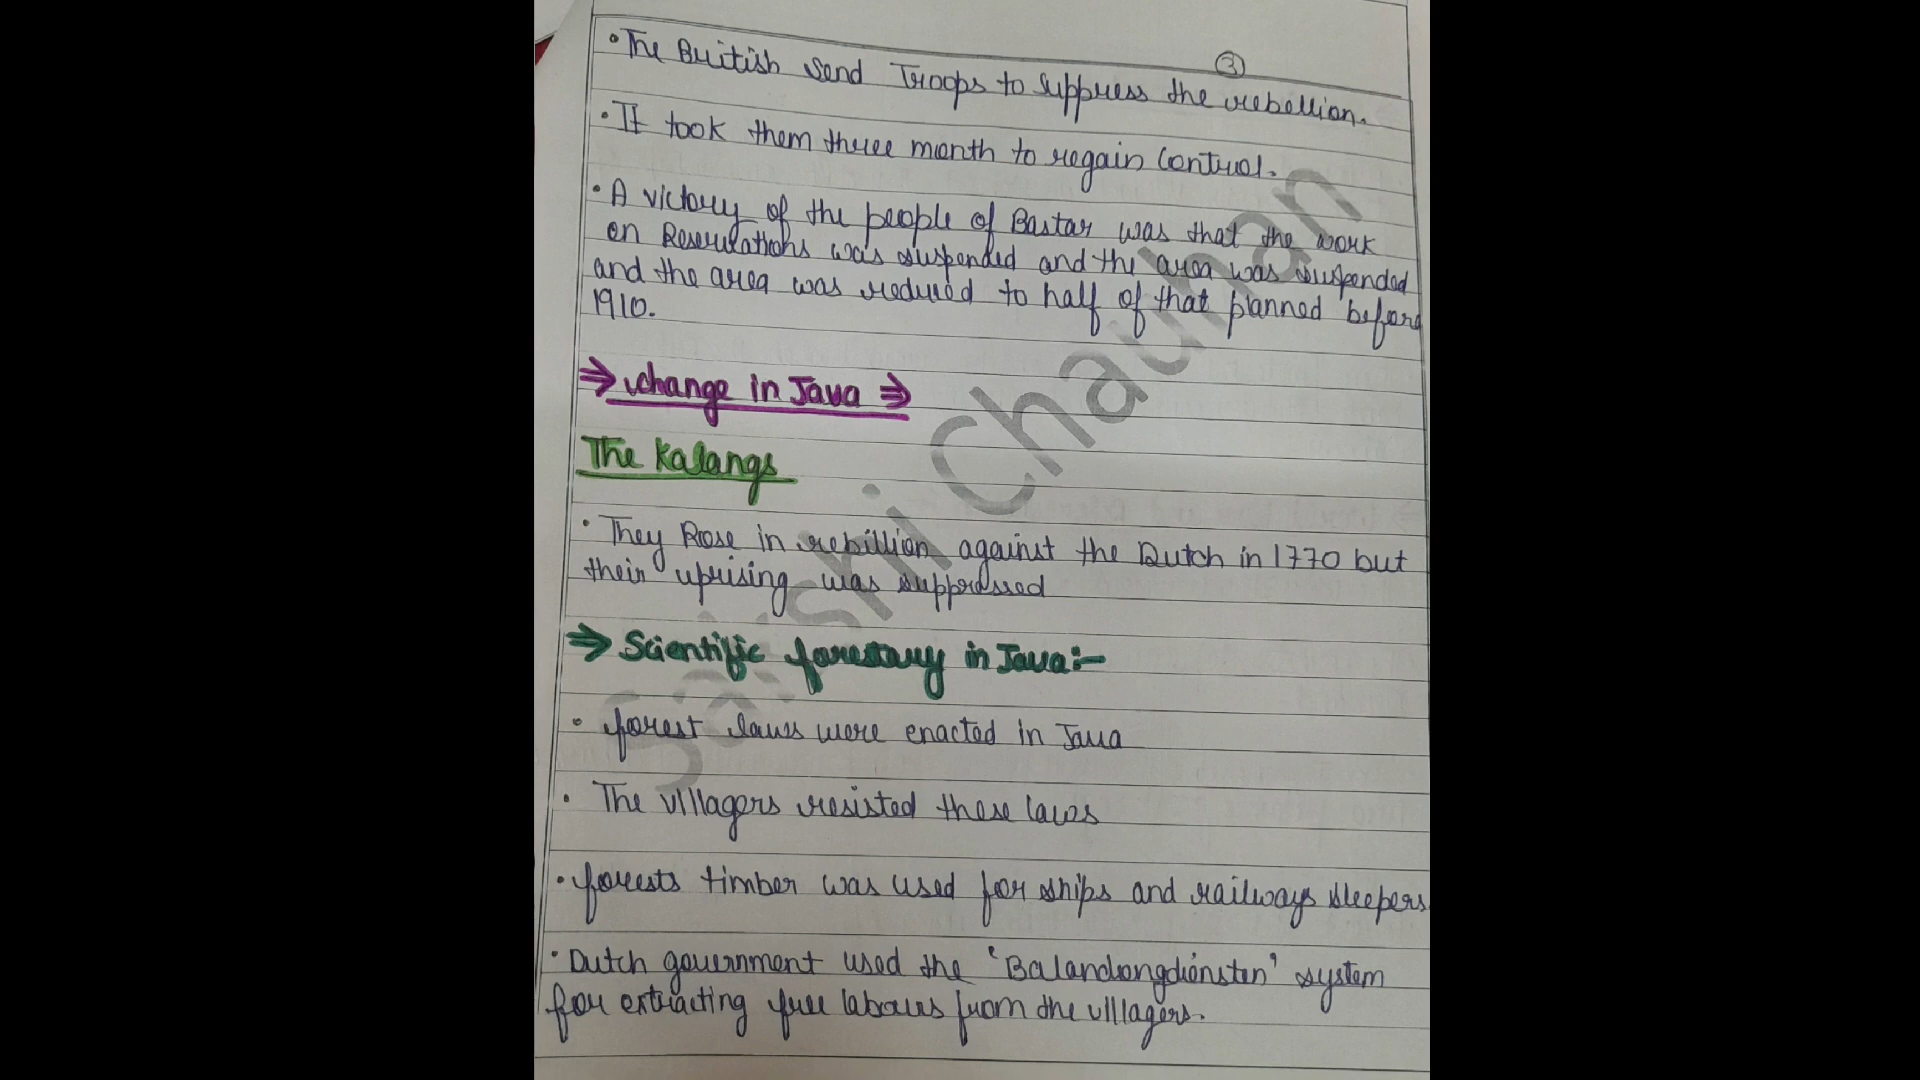 ③
• The British Send Troops to Suppress the rebellion.
• It took them three month to regain Control.
• A victory of the people of Bastar was that the work
on Reservations was suspended and the area was suspended
and the area was reduced to half of that planned before
1910.
⇒ change in Java ⇒
The Kalangs
• They Rose in rebillion against the Dutch in 1770 but
their uprising was suppressed
⇒ Scientific forestary in Java:-
• forest laws were enacted in Java
• The villagers resisted these laws
• forests timber was used for ships and railways sleepers
• Dutch government used the 'Balandongdiensten' system
for extracting free labours from the villagers.
Sakshi Chauhan